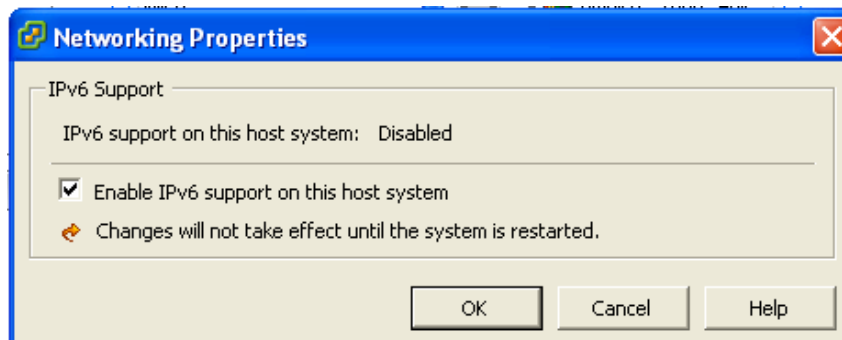 Networking Properties
IPv6 Support
IPv6 support on this host system: Disabled
Enable IPv6 support on this host system
Changes will not take effect until the system is restarted.
OK Cancel Help